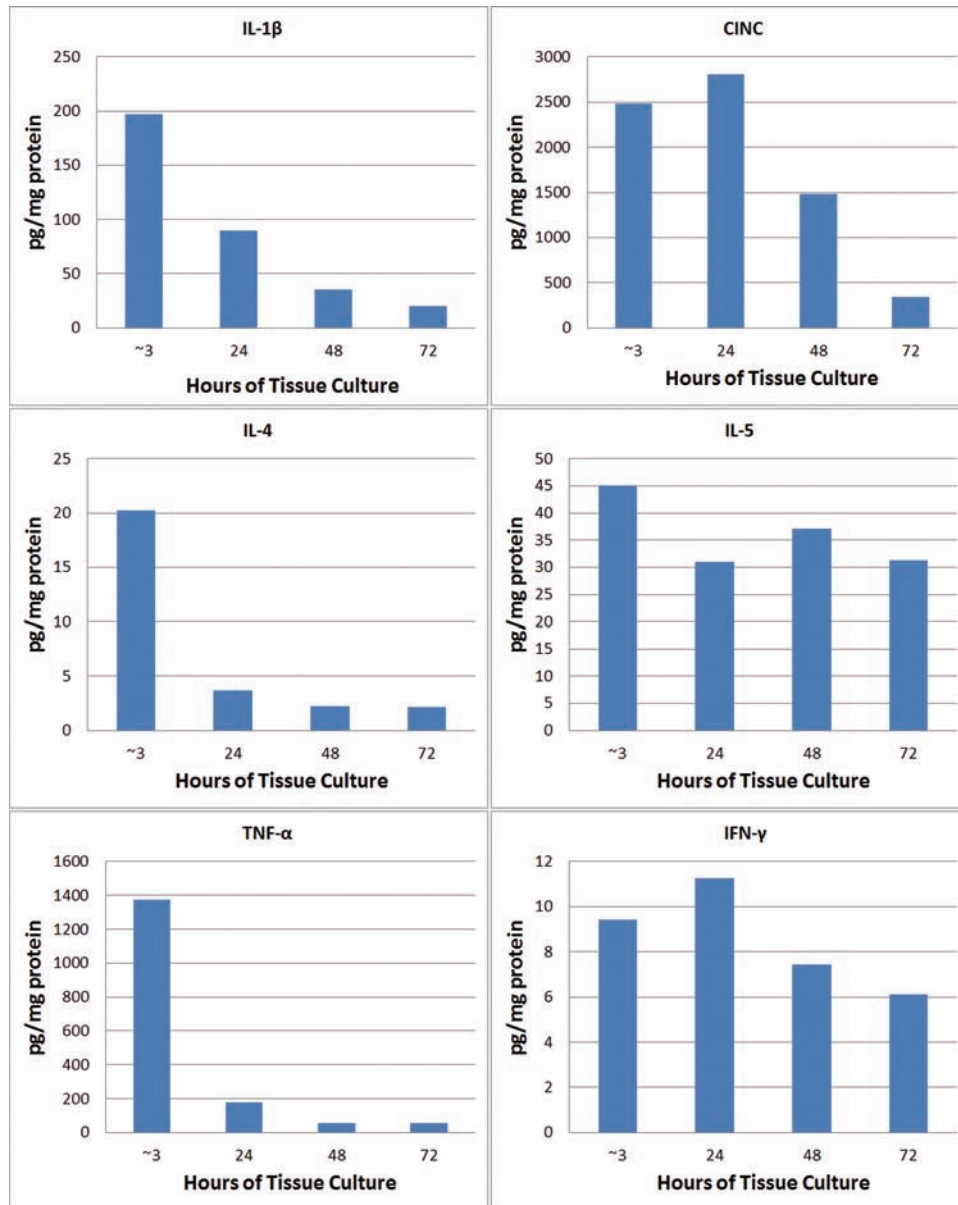 IL-1β
250
200
150
100
50
0
pg/mg protein
~3 24 48 72
Hours of Tissue Culture
CINC
3000
2500
2000
1500
1000
500
0
pg/mg protein
~3 24 48 72
Hours of Tissue Culture
IL-4
25
20
15
10
5
0
pg/mg protein
~3 24 48 72
Hours of Tissue Culture
IL-5
50
45
40
35
30
25
20
15
10
5
0
pg/mg protein
~3 24 48 72
Hours of Tissue Culture
TNF-α
1600
1400
1200
1000
800
600
400
200
0
pg/mg protein
~3 24 48 72
Hours of Tissue Culture
IFN-γ
12
10
8
6
4
2
0
pg/mg protein
~3 24 48 72
Hours of Tissue Culture